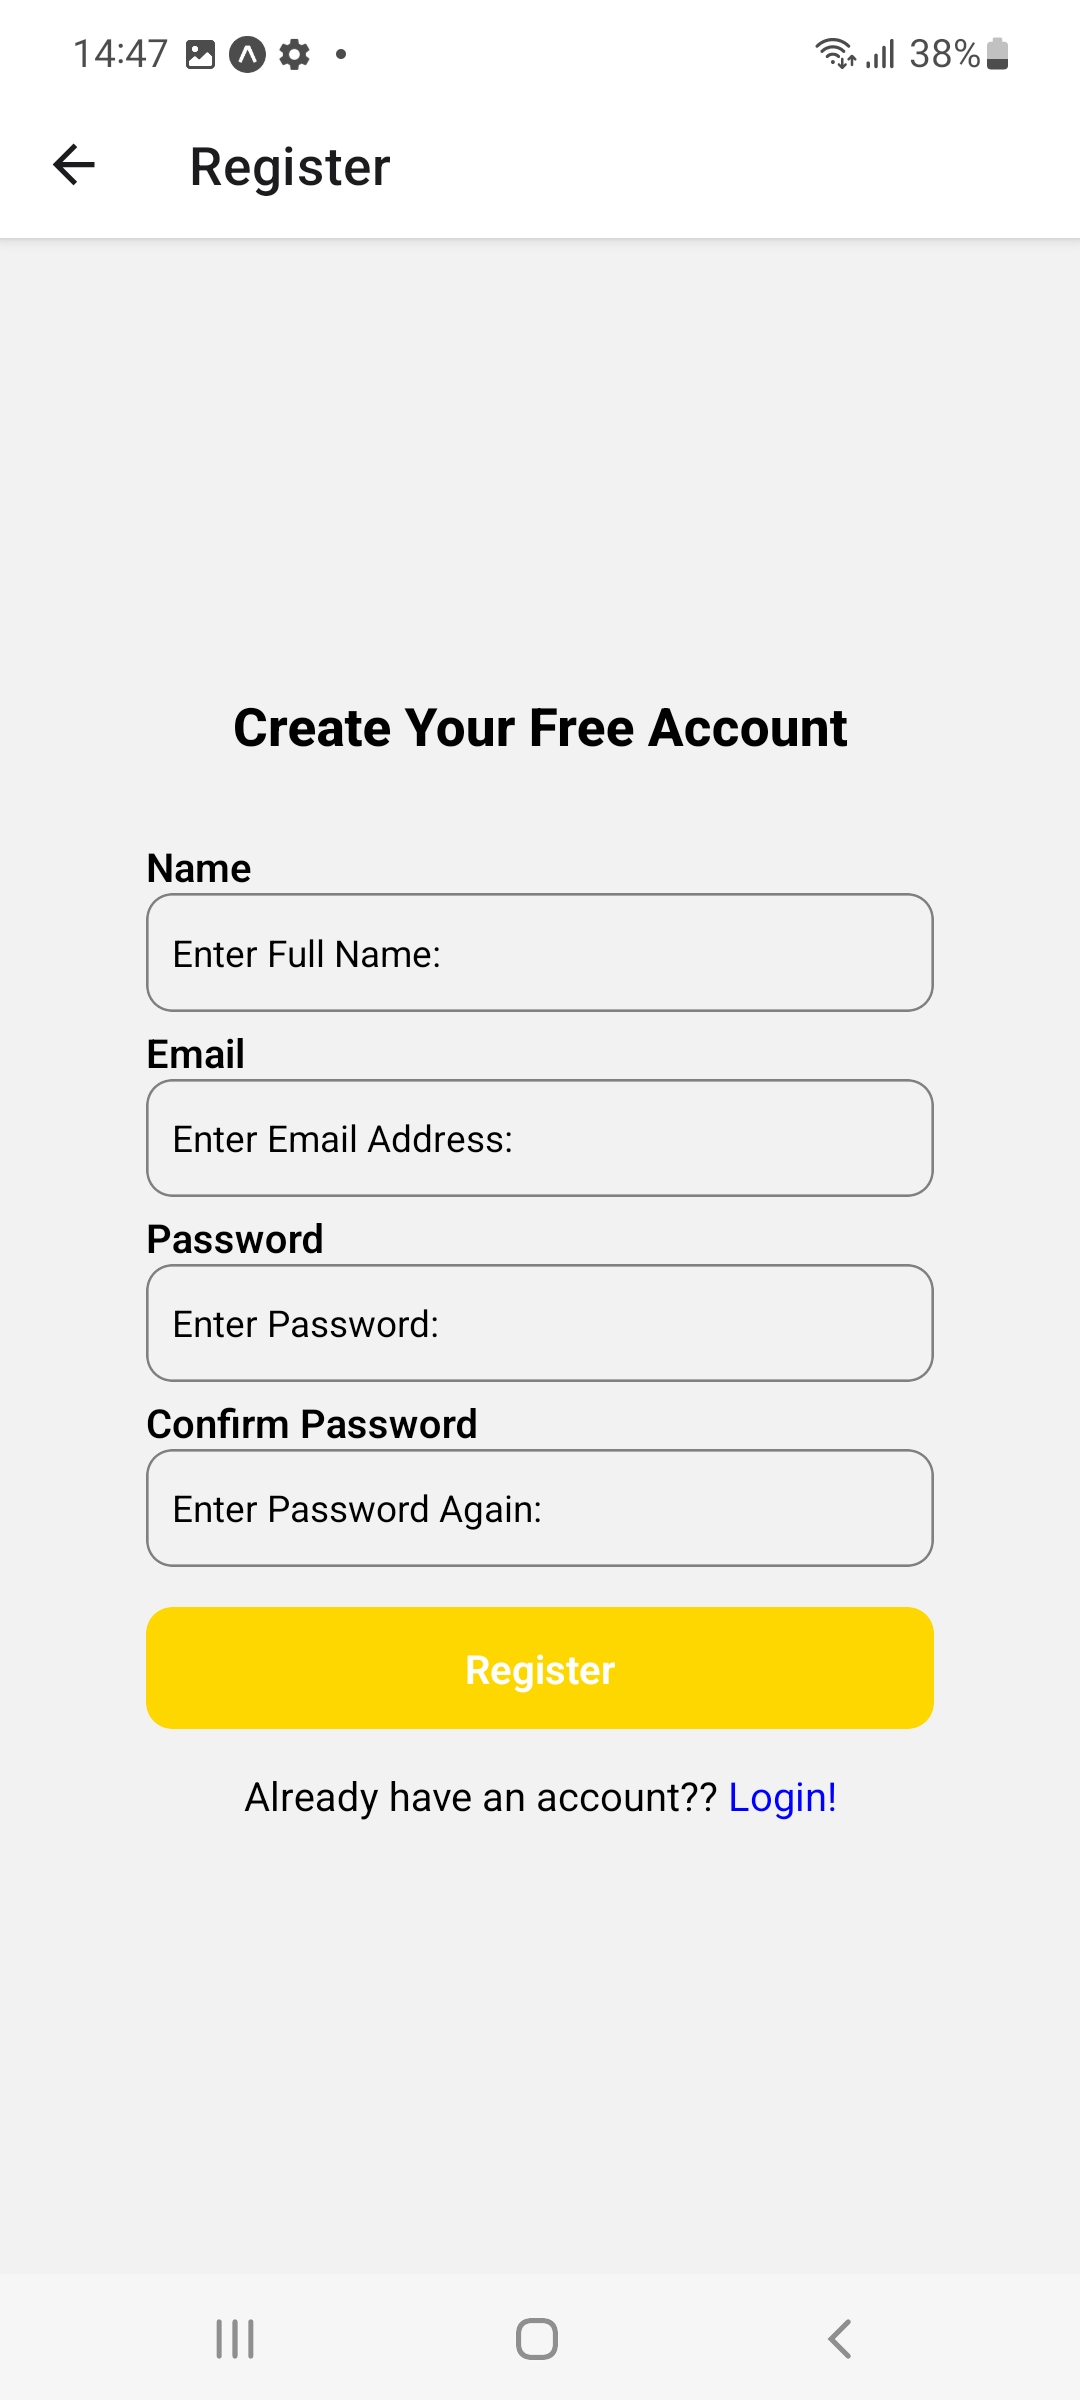 14:47 38%
Register
Create Your Free Account
Name
Enter Full Name:
Email
Enter Email Address:
Password
Enter Password:
Confirm Password
Enter Password Again:
Register
Already have an account?? Login!